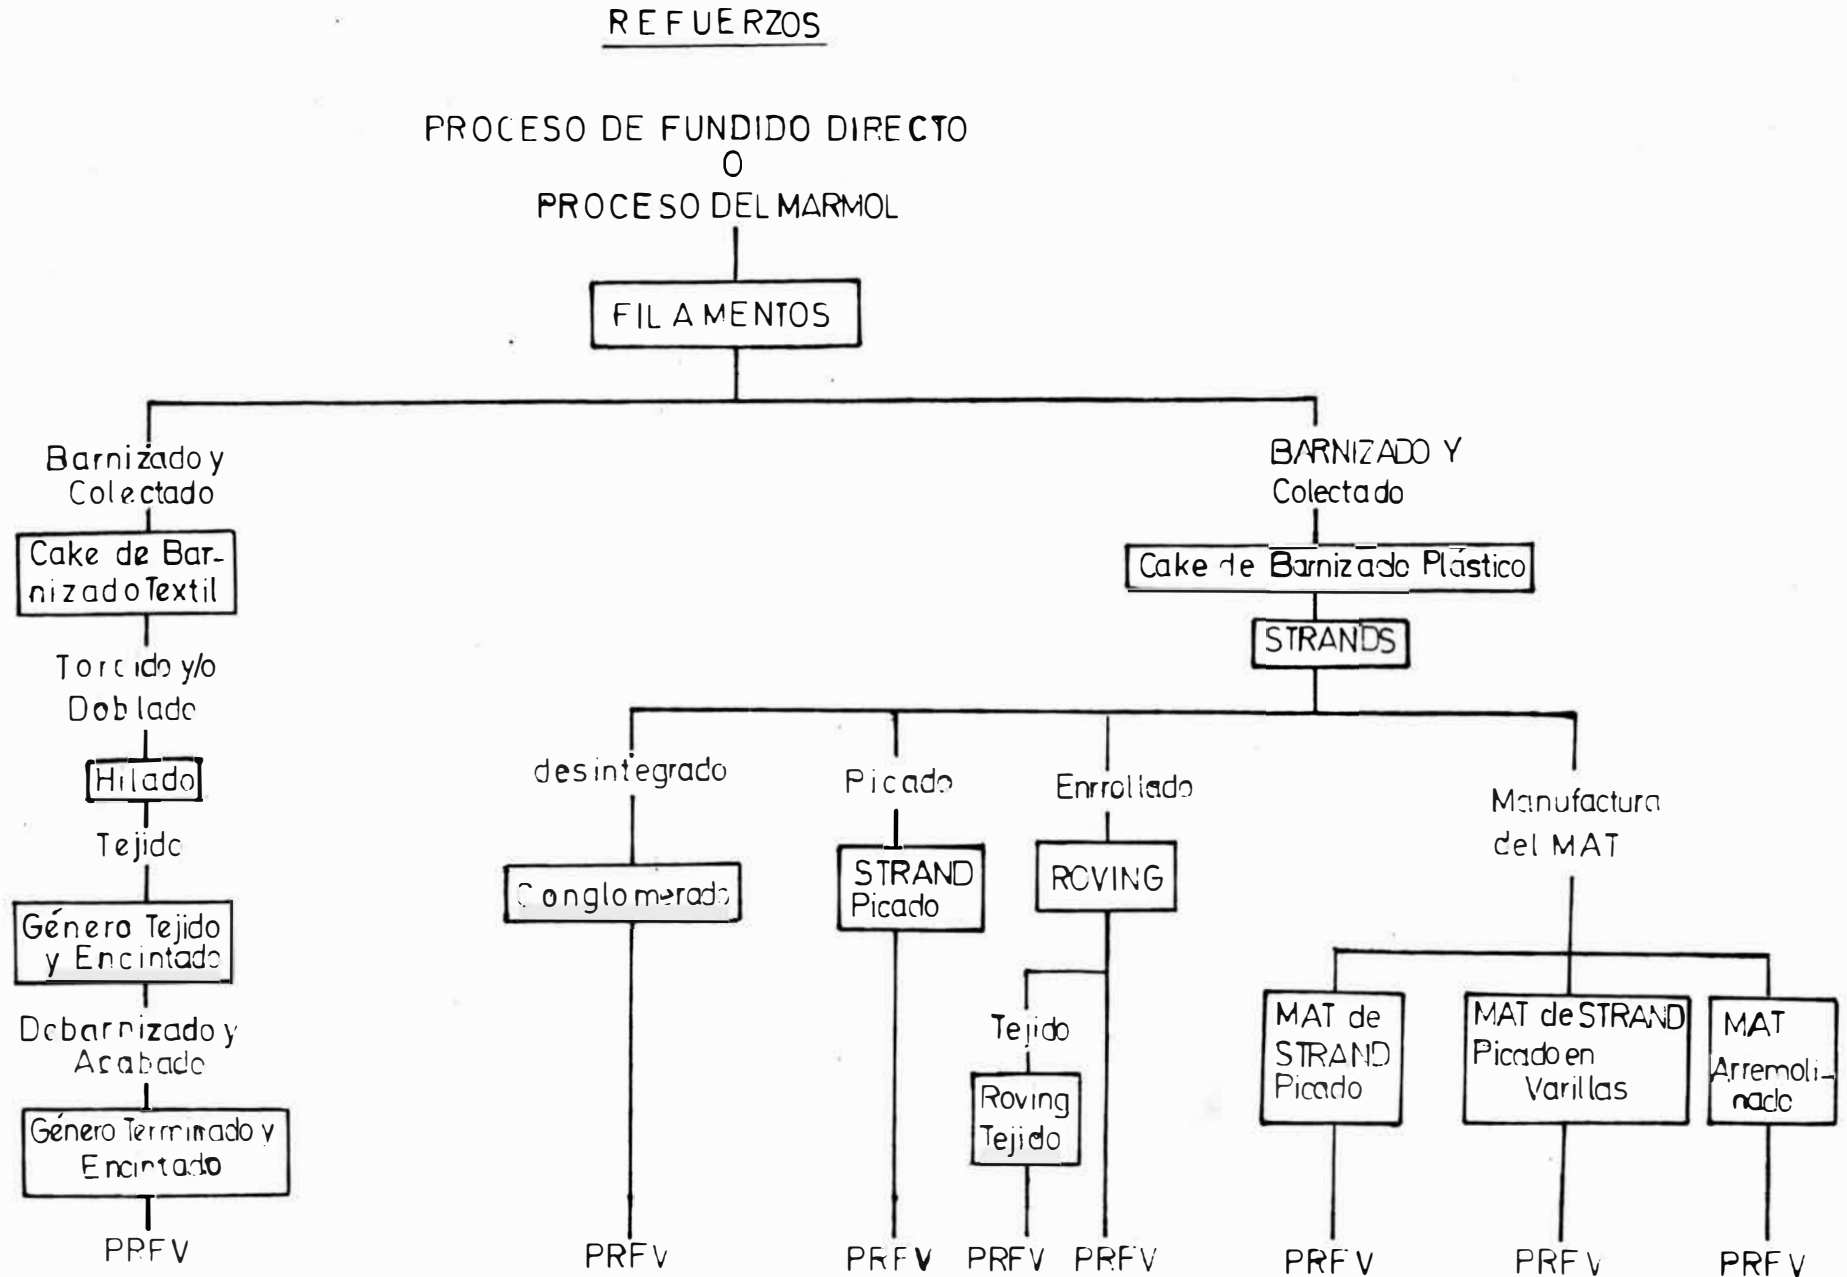 REFUERZOS
PROCESO DE FUNDIDO DIRECTO
O
PROCESO DEL MARMOL
FILAMENTOS
Barnizado y
Colectado
Cake de Bar-
nizado Textil
Torcido y/o
Doblado
Hilado
Tejido
Género Tejido
y Encintado
Debarnizado y
Acabado
Género Terminado y
Encintado
PRFV
BARNIZADO Y
Colectado
Cake de Barnizado Plástico
STRANDS
desintegrado
Conglomerado
PRFV
Picado
STRAND
Picado
PRFV
Enrrollado
ROVING
Tejido
Roving
Tejido
PRFV
PRFV
Manufactura
del MAT
MAT de
STRAND
Picado
PRFV
MAT de STRAND
Picado en
Varillas
PRFV
MAT
Arremoli-
nado
PRFV